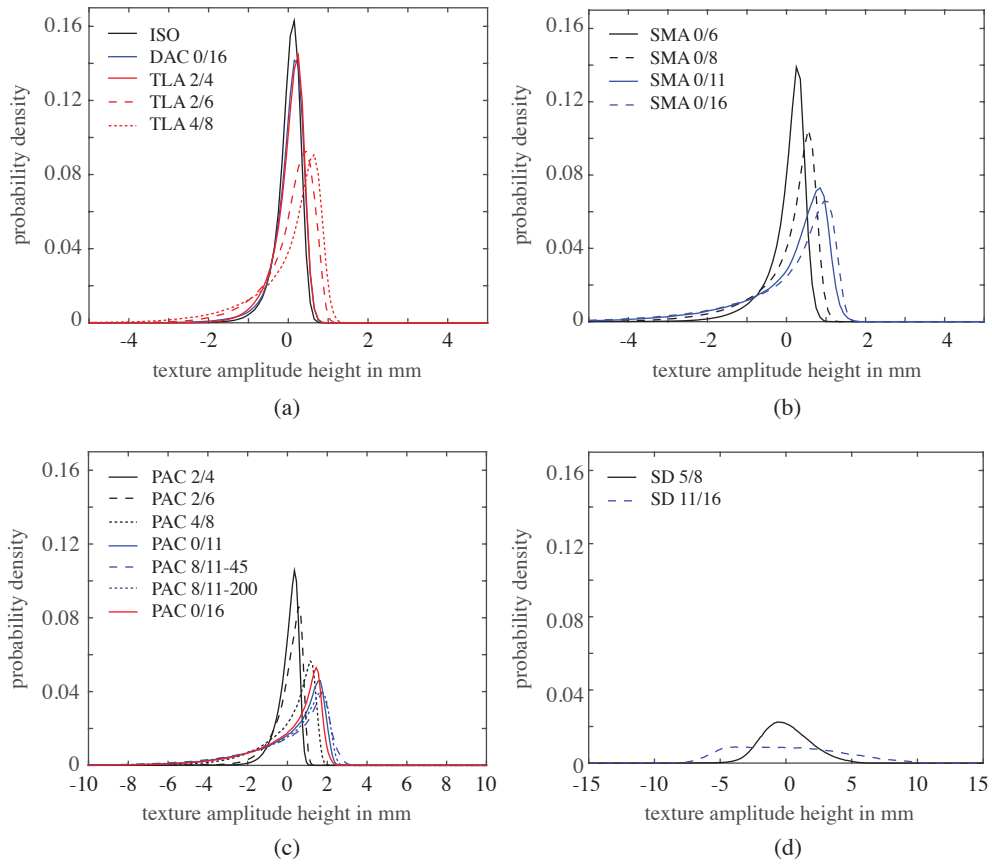 0.16
0.12
0.08
0.04
0
probability density
ISO
DAC 0/16
TLA 2/4
TLA 2/6
TLA 4/8
-4 -2 0 2 4
texture amplitude height in mm
(a)
0.16
0.12
0.08
0.04
0
probability density
SMA 0/6
SMA 0/8
SMA 0/11
SMA 0/16
-4 -2 0 2 4
texture amplitude height in mm
(b)
0.16
0.12
0.08
0.04
0
probability density
PAC 2/4
PAC 2/6
PAC 4/8
PAC 0/11
PAC 8/11-45
PAC 8/11-200
PAC 0/16
-10 -8 -6 -4 -2 0 2 4 6 8 10
texture amplitude height in mm
(c)
0.16
0.12
0.08
0.04
0
probability density
SD 5/8
SD 11/16
-15 -10 -5 0 5 10 15
texture amplitude height in mm
(d)